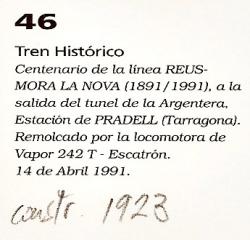 46
Tren Histórico
Centenario de la línea REUS-
MORA LA NOVA (1891/1991), a la
salida del tunel de la Argentera,
Estación de PRADELL (Tarragona).
Remolcado por la locomotora de
Vapor 242 T - Escatrón.
14 de Abril 1991.
constr. 1923